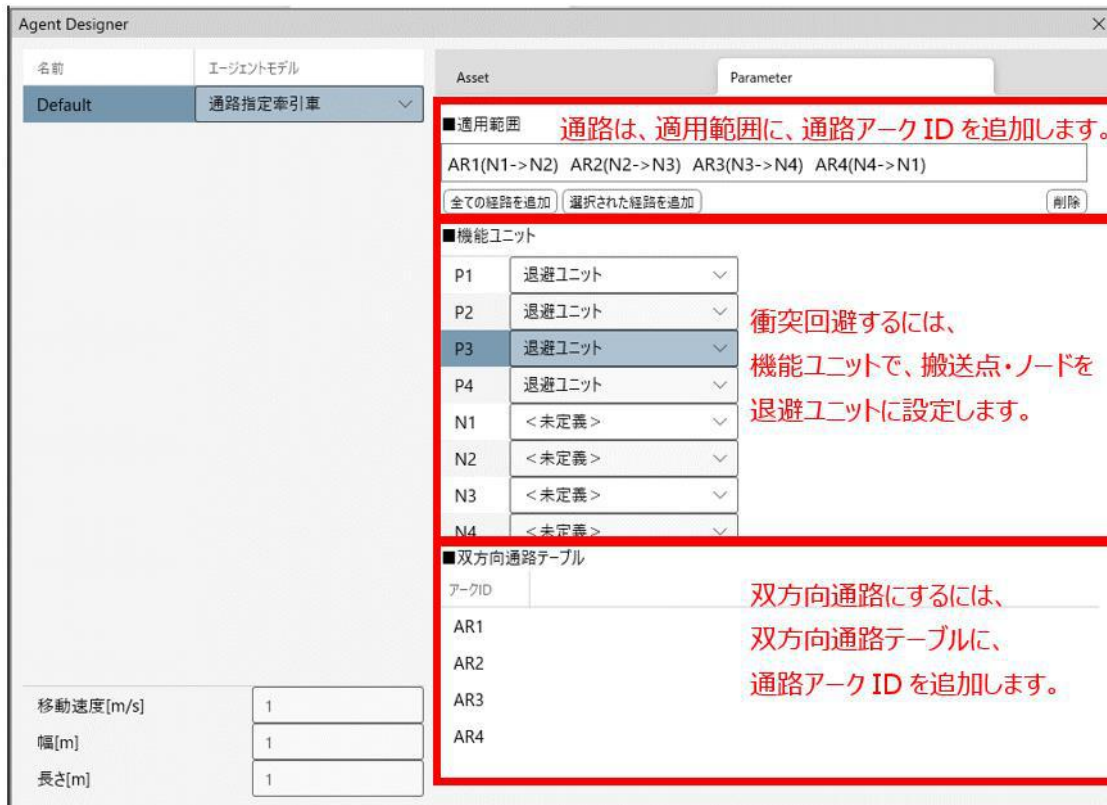 Agent Designer
名前 エージェントモデル
Default 通路指定牽引車
Asset Parameter
■適用範囲 通路は、適用範囲に、通路アーク ID を追加します。
AR1(N1->N2) AR2(N2->N3) AR3(N3->N4) AR4(N4->N1)
全ての経路を追加 選択された経路を追加 削除
■機能ユニット
P1 退避ユニット
P2 退避ユニット
P3 退避ユニット
P4 退避ユニット
N1 <未定義>
N2 <未定義>
N3 <未定義>
N4 <未定義>
衝突回避するには、
機能ユニットで、搬送点・ノードを
退避ユニットに設定します。
■双方向通路テーブル
アークID
AR1
AR2
AR3
AR4
双方向通路にするには、
双方向通路テーブルに、
通路アーク ID を追加します。
移動速度[m/s] 1
幅[m] 1
長さ[m] 1